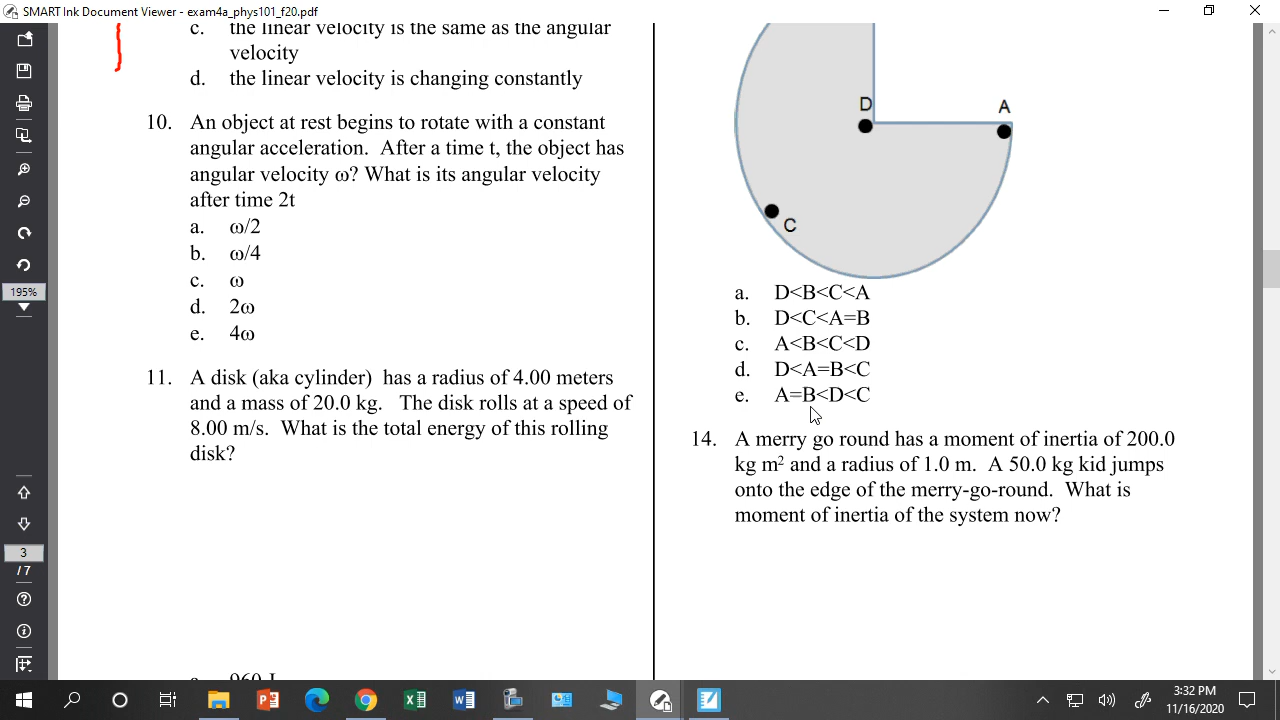 SMART Ink Document Viewer - exam4a_phys101_f20.pdf
c. the linear velocity is the same as the angular
velocity
d. the linear velocity is changing constantly
10. An object at rest begins to rotate with a constant
angular acceleration. After a time t, the object has
angular velocity ω? What is its angular velocity
after time 2t
a. ω/2
b. ω/4
c. ω
d. 2ω
e. 4ω
11. A disk (aka cylinder) has a radius of 4.00 meters
and a mass of 20.0 kg. The disk rolls at a speed of
8.00 m/s. What is the total energy of this rolling
disk?
D
A
C
a. D<B<C<A
b. D<C<A=B
c. A<B<C<D
d. D<A=B<C
e. A=B<D<C
14. A merry go round has a moment of inertia of 200.0
kg m² and a radius of 1.0 m. A 50.0 kg kid jumps
onto the edge of the merry-go-round. What is
moment of inertia of the system now?
195%
3
/ 7
3:32 PM
11/16/2020